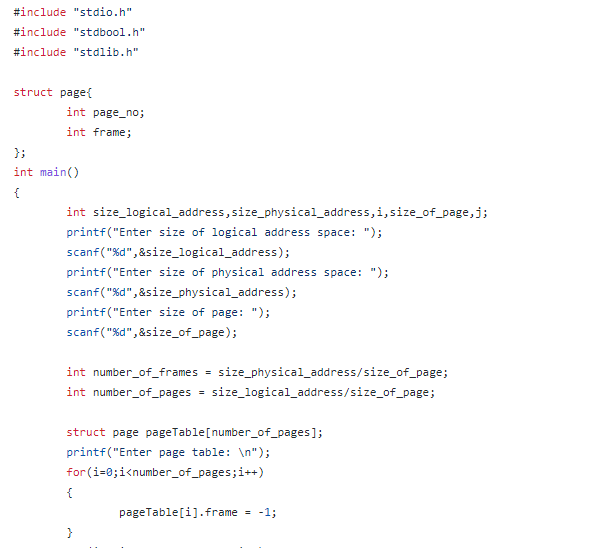 #include "stdio.h"
#include "stdbool.h"
#include "stdlib.h"
struct page{
int page_no;
int frame;
};
int main()
{
int size_logical_address,size_physical_address,i,size_of_page,j;
printf("Enter size of logical address space: ");
scanf("%d",&size_logical_address);
printf("Enter size of physical address space: ");
scanf("%d",&size_physical_address);
printf("Enter size of page: ");
scanf("%d",&size_of_page);
int number_of_frames = size_physical_address/size_of_page;
int number_of_pages = size_logical_address/size_of_page;
struct page pageTable[number_of_pages];
printf("Enter page table: \n");
for(i=0;i<number_of_pages;i++)
{
pageTable[i].frame = -1;
}